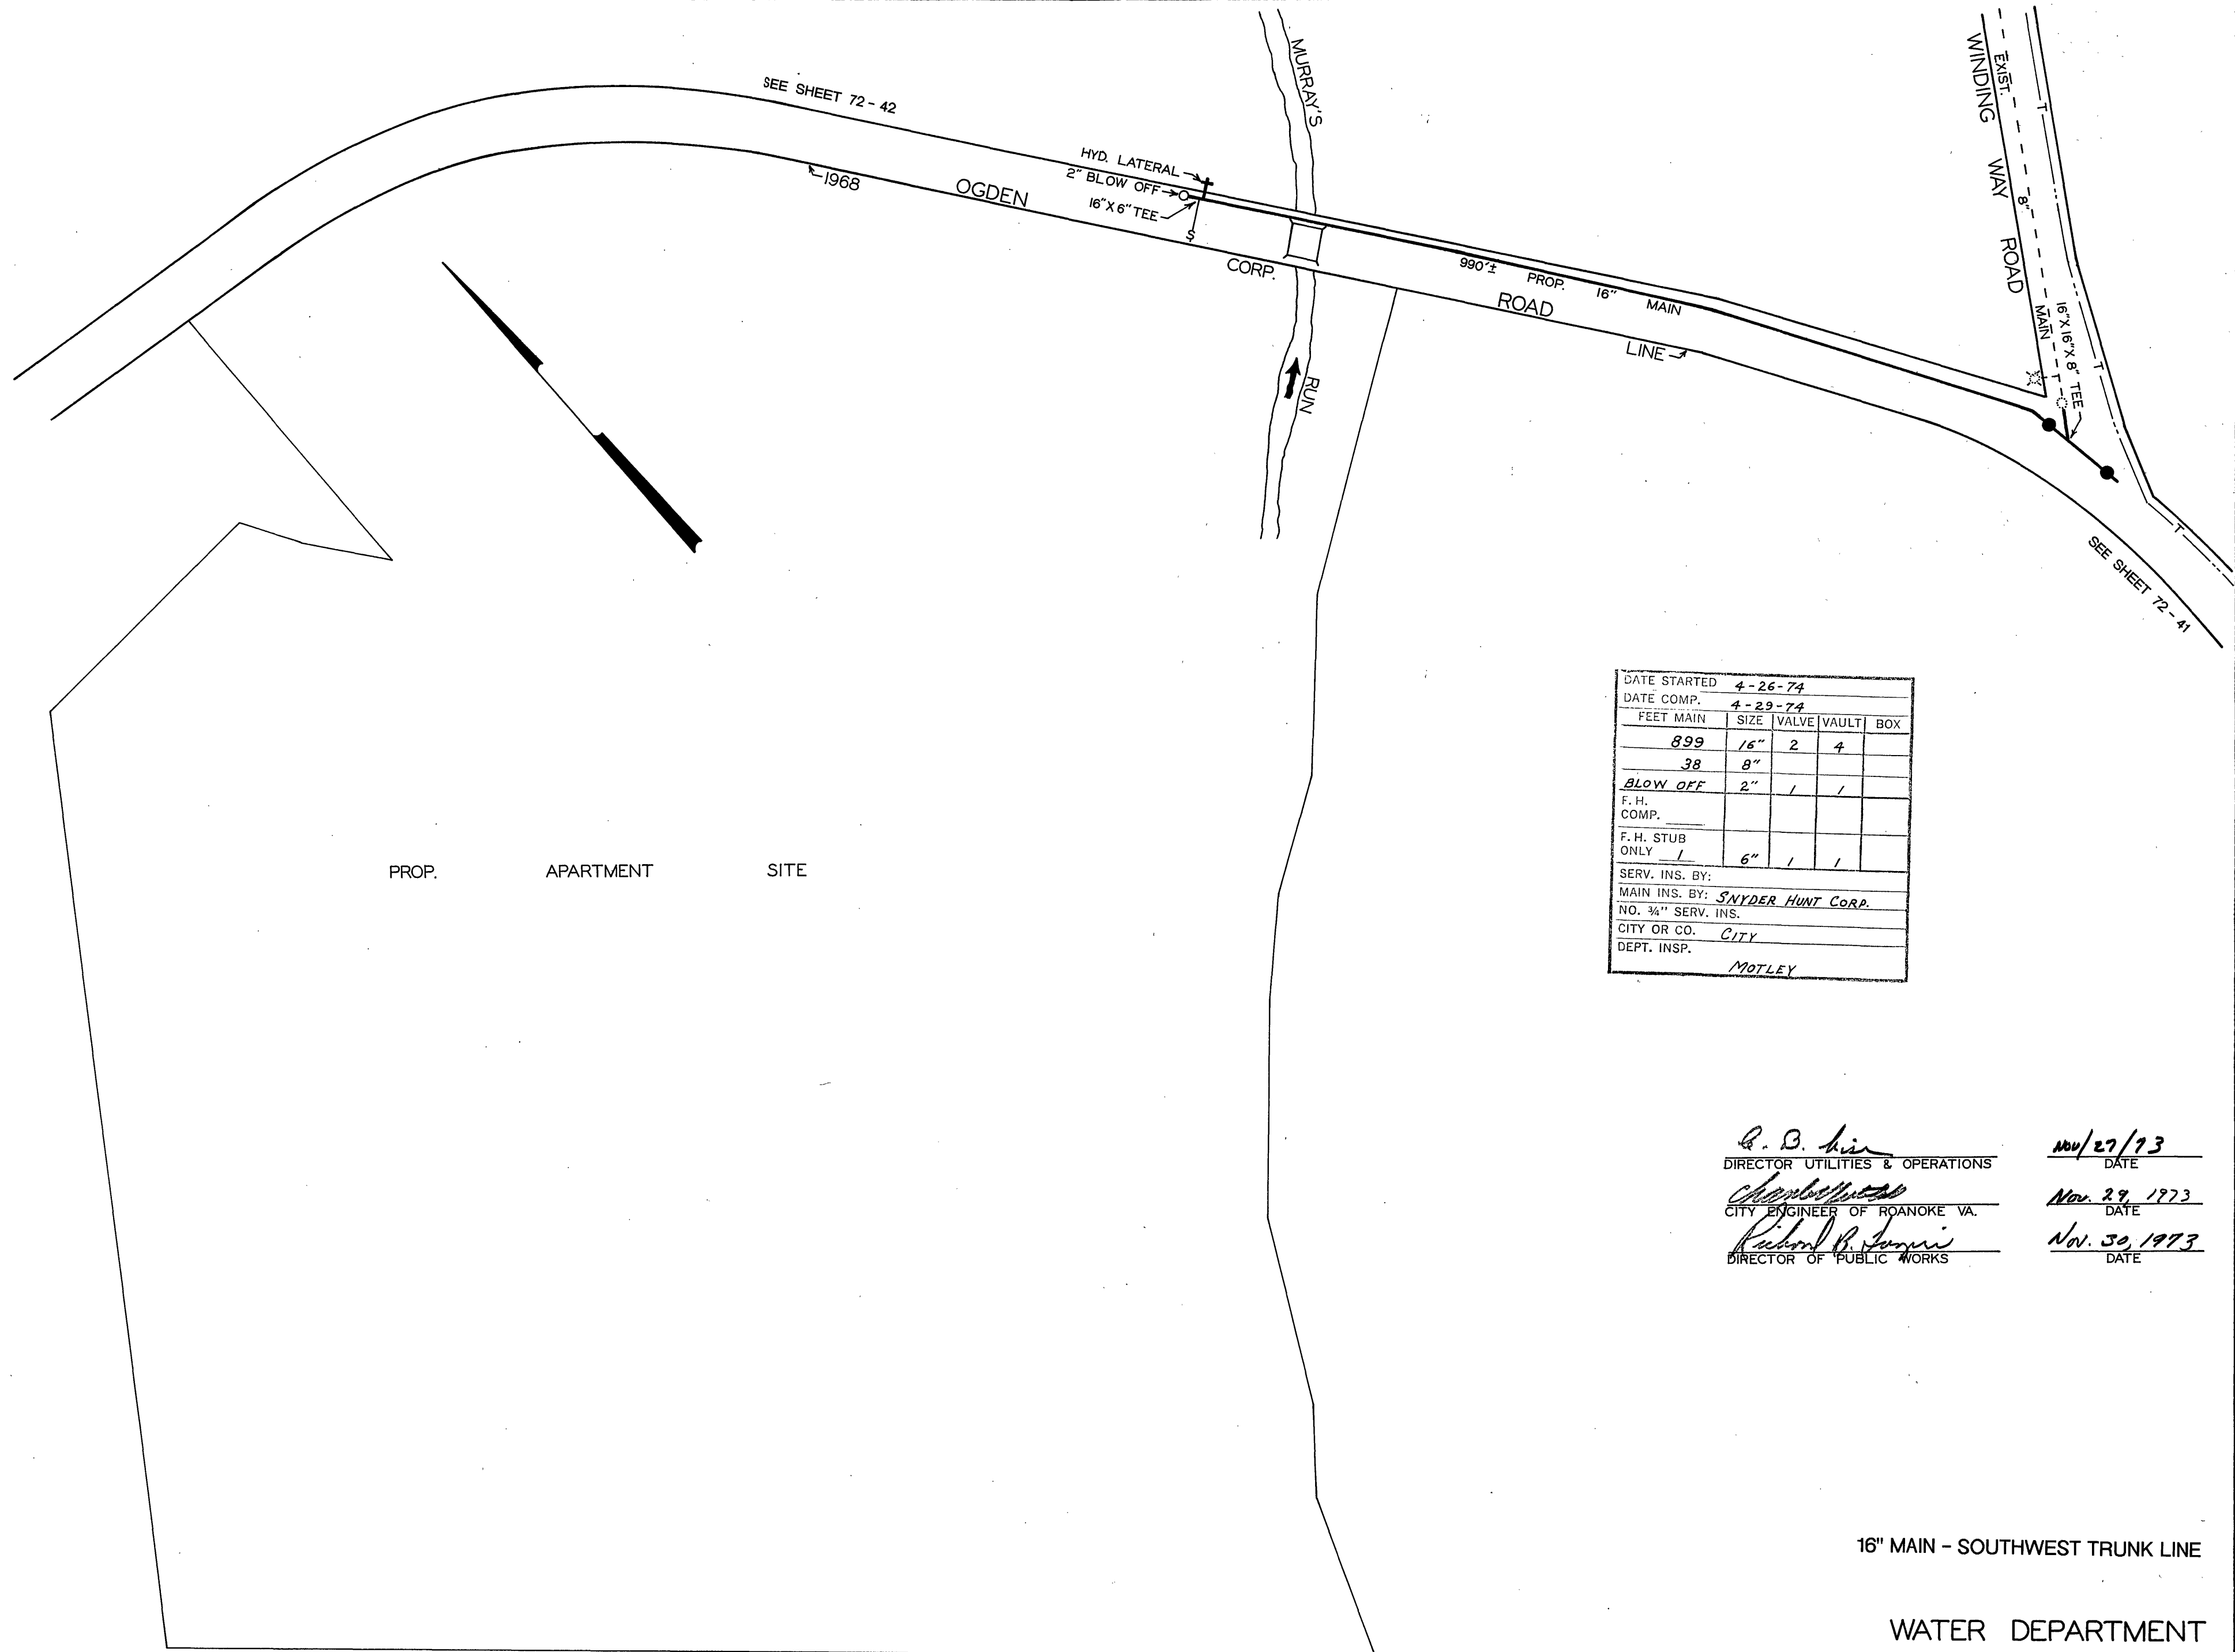 SEE SHEET 72-42
MURRAY'S
RUN
WINDING WAY ROAD
EXIST. 8" MAIN
T
T
T
T
16"X16"X8" TEE
HYD. LATERAL
2" BLOW OFF
16"X6" TEE
S
1968
OGDEN
ROAD
CORP.
LINE
990'± PROP. 16" MAIN
SEE SHEET 72-41
DATE STARTED 4-26-74
DATE COMP. 4-29-74
FEET MAIN SIZE VALVE VAULT BOX
899 16" 2 4
38 8"
BLOW OFF 2" 1 1
F. H.
COMP.
F. H. STUB
ONLY 1 6" 1 1
SERV. INS. BY:
MAIN INS. BY: SNYDER HUNT CORP.
NO. ¾" SERV. INS.
CITY OR CO. CITY
DEPT. INSP.
MOTLEY
PROP. APARTMENT SITE
Nov/27/73
DIRECTOR UTILITIES & OPERATIONS DATE
Nov. 29, 1973
CITY ENGINEER OF ROANOKE VA. DATE
Richard B. Nov. 30, 1973
DIRECTOR OF PUBLIC WORKS DATE
16" MAIN - SOUTHWEST TRUNK LINE
WATER DEPARTMENT